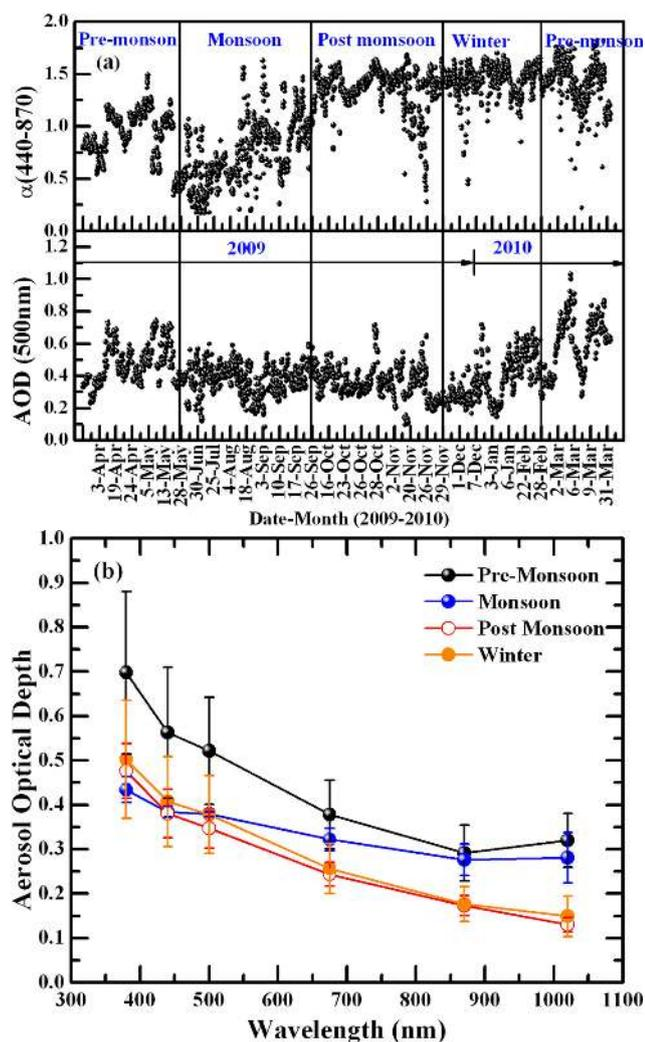 2.0
Pre-monson Monsoon Post momsoon Winter Pre-monson
(a)
1.5
1.0
0.5
0.0
α(440-870)
1.2
2009 2010
1.0
0.8
0.6
0.4
0.2
0.0
AOD (500nm)
3-Apr
19-Apr
24-Apr
5-May
13-May
28-May
30-Jun
25-Jul
4-Aug
18-Aug
3-Sep
10-Sep
17-Sep
26-Sep
16-Oct
23-Oct
26-Oct
28-Oct
2-Nov
20-Nov
26-Nov
29-Nov
1-Dec
7-Dec
3-Jan
6-Jan
22-Feb
28-Feb
2-Mar
6-Mar
9-Mar
31-Mar
Date-Month (2009-2010)
1.0
(b)
Pre-Monsoon
Monsoon
Post Monsoon
Winter
0.9
0.8
0.7
0.6
0.5
0.4
0.3
0.2
0.1
0.0
Aerosol Optical Depth
300 400 500 600 700 800 900 1000 1100
Wavelength (nm)